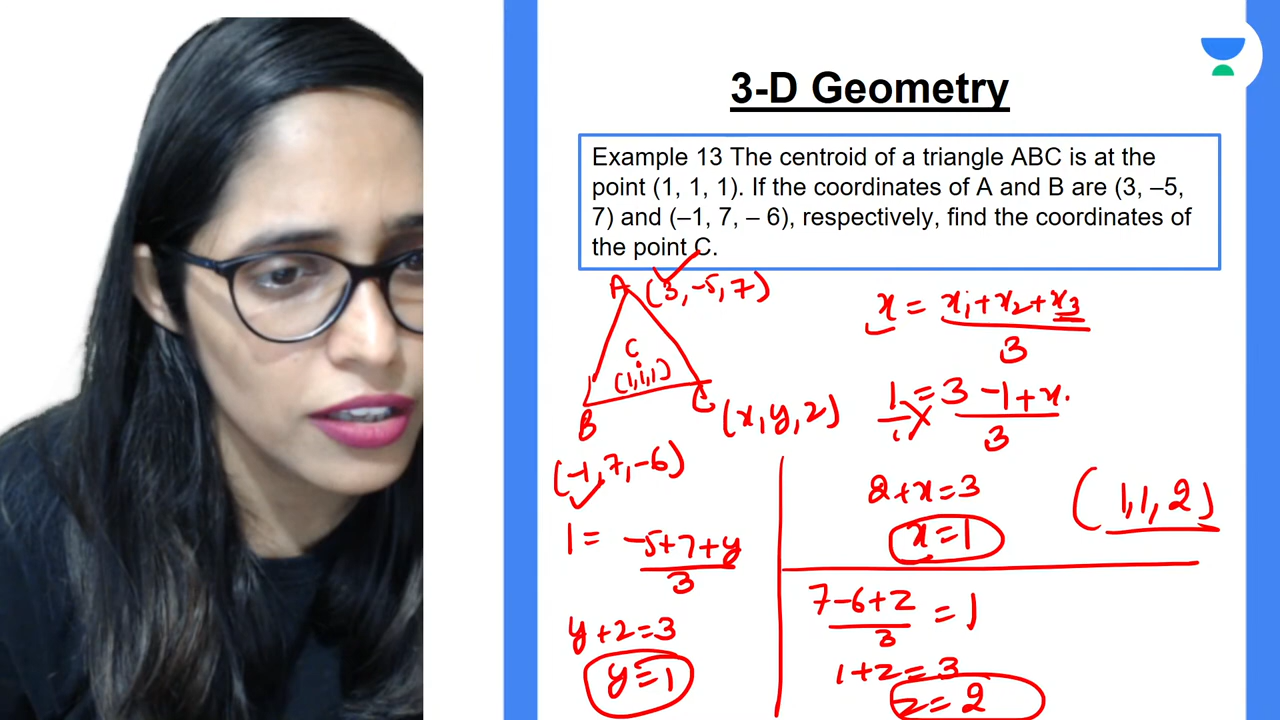 3-D Geometry
Example 13 The centroid of a triangle ABC is at the
point (1, 1, 1). If the coordinates of A and B are (3, –5,
7) and (–1, 7, – 6), respectively, find the coordinates of
the point C.
A (3,-5,7)
C
(1,1,1)
B
C (x,y,z)
(-1,7,-6)
1= -5+7+y
3
y+2=3
y=1
x = x1+x2+x3
3
1 = 3-1+x
1 3
2+x=3
x=1
(1,1,2)
7-6+z = 1
3
1+z=3
z=2